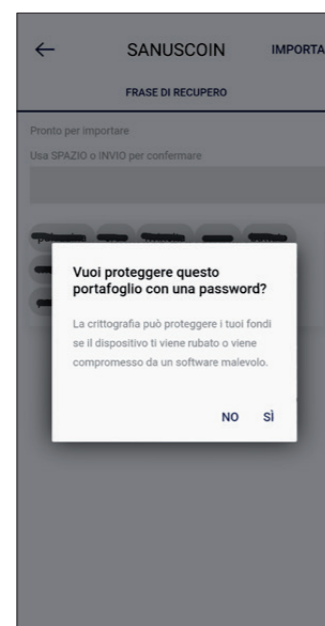 SANUSCOIN
IMPORTA
FRASE DI RECUPERO
Pronto per importare
Usa SPAZIO o INVIO per confermare
Vuoi proteggere questo
portafoglio con una password?
La crittografia può proteggere i tuoi fondi
se il dispositivo ti viene rubato o viene
compromesso da un software malevolo.
NO
SÌ